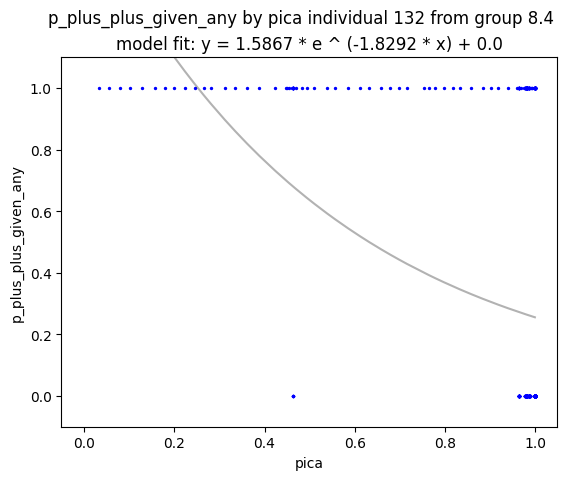 p_plus_plus_given_any by pica individual 132 from group 8.4
model fit: y = 1.5867 * e ^ (-1.8292 * x) + 0.0
1.0
0.8
0.6
0.4
0.2
0.0
p_plus_plus_given_any
0.0 0.2 0.4 0.6 0.8 1.0
pica